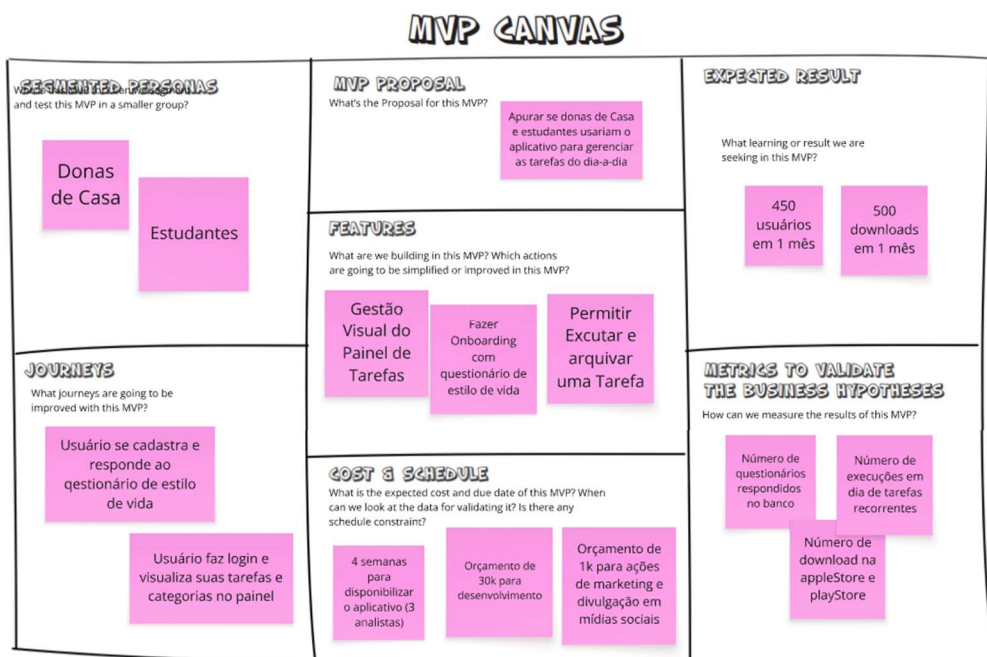 MVP CANVAS
SEGMENTED PERSONAS
and test this MVP in a smaller group?
Donas
de Casa
Estudantes
MVP PROPOSAL
What's the Proposal for this MVP?
Apurar se donas de Casa
e estudantes usariam o
aplicativo para gerenciar
as tarefas do dia-a-dia
EXPECTED RESULT
What learning or result we are
seeking in this MVP?
450
usuários
em 1 mês
500
downloads
em 1 mês
FEATURES
What are we building in this MVP? Which actions
are going to be simplified or improved in this MVP?
Gestão
Visual do
Painel de
Tarefas
Fazer
Onboarding
com
questionário de
estilo de vida
Permitir
Excutar e
arquivar
uma Tarefa
JOURNEYS
What journeys are going to be
improved with this MVP?
Usuário se cadastra e
responde ao
qestionário de estilo
de vida
Usuário faz login e
visualiza suas tarefas e
categorias no painel
COST & SCHEDULE
What is the expected cost and due date of this MVP? When
can we look at the data for validating it? Is there any
schedule constraint?
4 semanas
para
disponibilizar
o aplicativo (3
analistas)
Orçamento de
30k para
desenvolvimento
Orçamento de
1k para ações
de marketing e
divulgação em
mídias sociais
METRICS TO VALIDATE
THE BUSINESS HYPOTHESES
How can we measure the results of this MVP?
Número de
questionários
respondidos
no banco
Número de
execuções em
dia de tarefas
recorrentes
Número de
download na
appleStore e
playStore